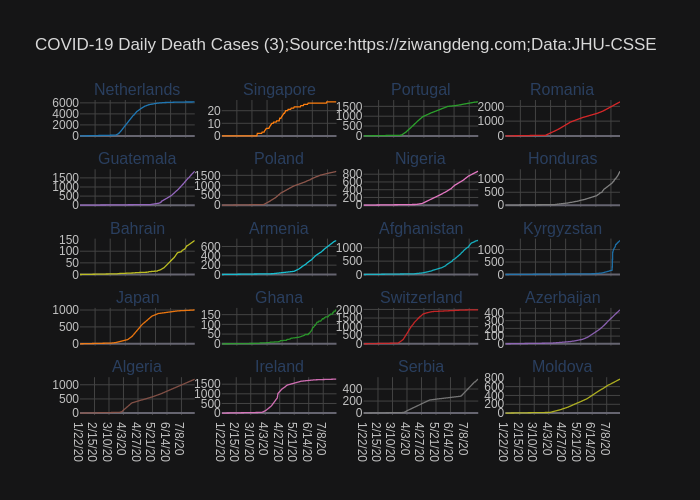 COVID-19 Daily Death Cases (3);Source:https://ziwangdeng.com;Data:JHU-CSSE
Netherlands Singapore Portugal Romania
6000 4000 2000 0
20 10 0
1500 1000 500 0
2000 1000 0
Guatemala Poland Nigeria Honduras
1500 1000 500 0
1500 1000 500 0
800 600 400 200 0
1000 500 0
Bahrain Armenia Afghanistan Kyrgyzstan
150 100 50 0
600 400 200 0
1000 500 0
1000 500 0
Japan Ghana Switzerland Azerbaijan
1000 500 0
150 100 50 0
2000 1500 1000 500 0
400 300 200 100 0
Algeria Ireland Serbia Moldova
1000 500 0
1500 1000 500 0
400 200 0
800 600 400 200 0
1/22/20 2/15/20 3/10/20 4/3/20 4/27/20 5/21/20 6/14/20 7/8/20
1/22/20 2/15/20 3/10/20 4/3/20 4/27/20 5/21/20 6/14/20 7/8/20
1/22/20 2/15/20 3/10/20 4/3/20 4/27/20 5/21/20 6/14/20 7/8/20
1/22/20 2/15/20 3/10/20 4/3/20 4/27/20 5/21/20 6/14/20 7/8/20